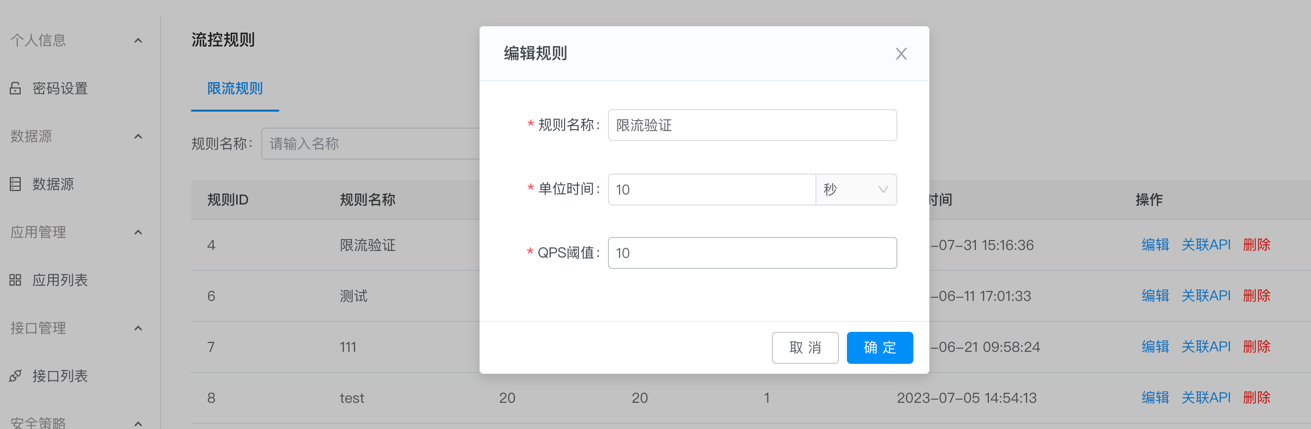 个人信息
密码设置
数据源
数据源
应用管理
应用列表
接口管理
接口列表
安全策略
流控规则
限流规则
规则名称: 请输入名称
规则ID 规则名称 时间 操作
4 限流验证 -07-31 15:16:36 编辑 关联API 删除
6 测试 -06-11 17:01:33 编辑 关联API 删除
7 111 -06-21 09:58:24 编辑 关联API 删除
8 test 20 20 1 2023-07-05 14:54:13 编辑 关联API 删除
编辑规则
* 规则名称: 限流验证
* 单位时间: 10 秒
* QPS阈值: 10
取 消 确 定